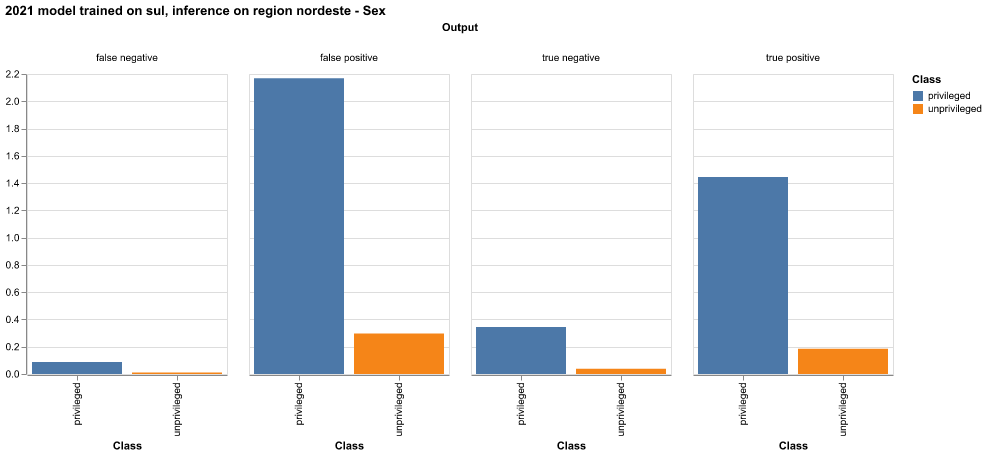 2021 model trained on sul, inference on region nordeste - Sex
Output
false negative
false positive
true negative
true positive
2.2
2.0
1.8
1.6
1.4
1.2
1.0
0.8
0.6
0.4
0.2
0.0
privileged
unprivileged
privileged
unprivileged
privileged
unprivileged
privileged
unprivileged
Class
Class
Class
Class
Class
privileged
unprivileged